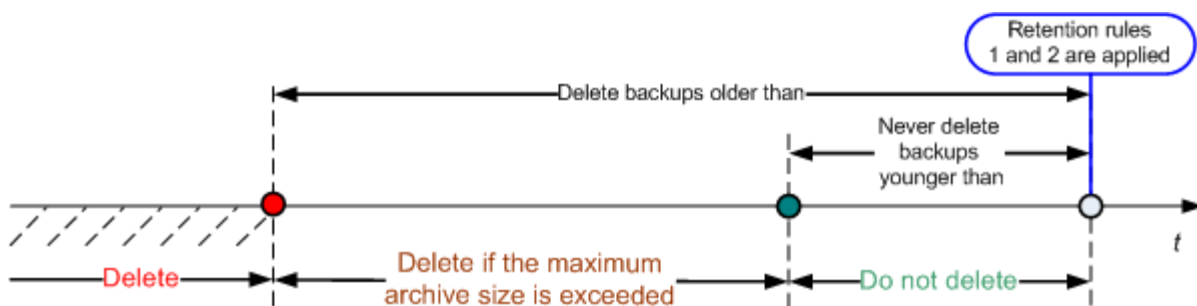 Retention rules
1 and 2 are applied
Delete backups older than
Never delete
backups
younger than
t
Delete
Delete if the maximum
archive size is exceeded
Do not delete